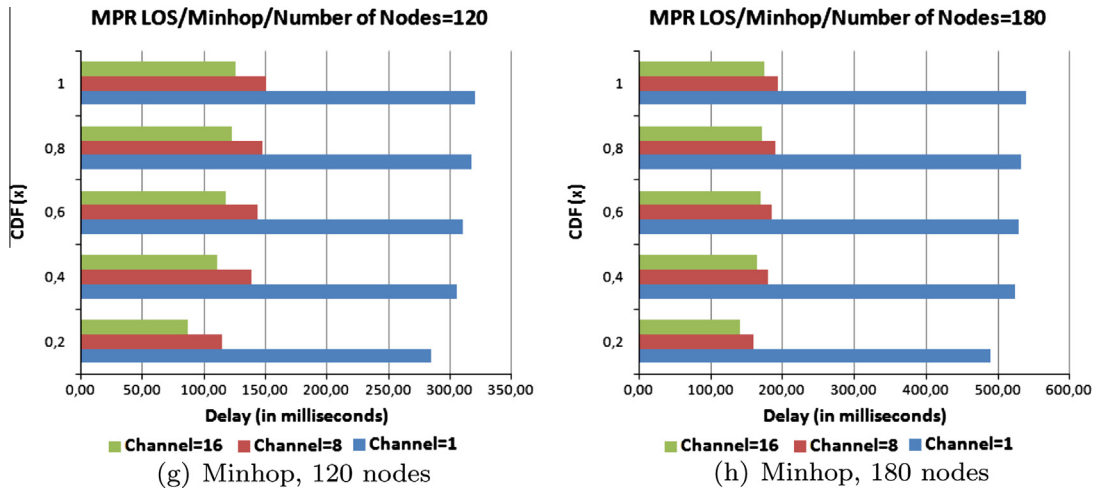 MPR LOS/Minhop/Number of Nodes=120
CDF (x)
1
0,8
0,6
0,4
0,2
0,00 50,00 100,00 150,00 200,00 250,00 300,00 350,00
Delay (in milliseconds)
Channel=16 Channel=8 Channel=1
(g) Minhop, 120 nodes
MPR LOS/Minhop/Number of Nodes=180
CDF (x)
1
0,8
0,6
0,4
0,2
0,00 100,00 200,00 300,00 400,00 500,00 600,00
Delay (in milliseconds)
Channel=16 Channel=8 Channel=1
(h) Minhop, 180 nodes